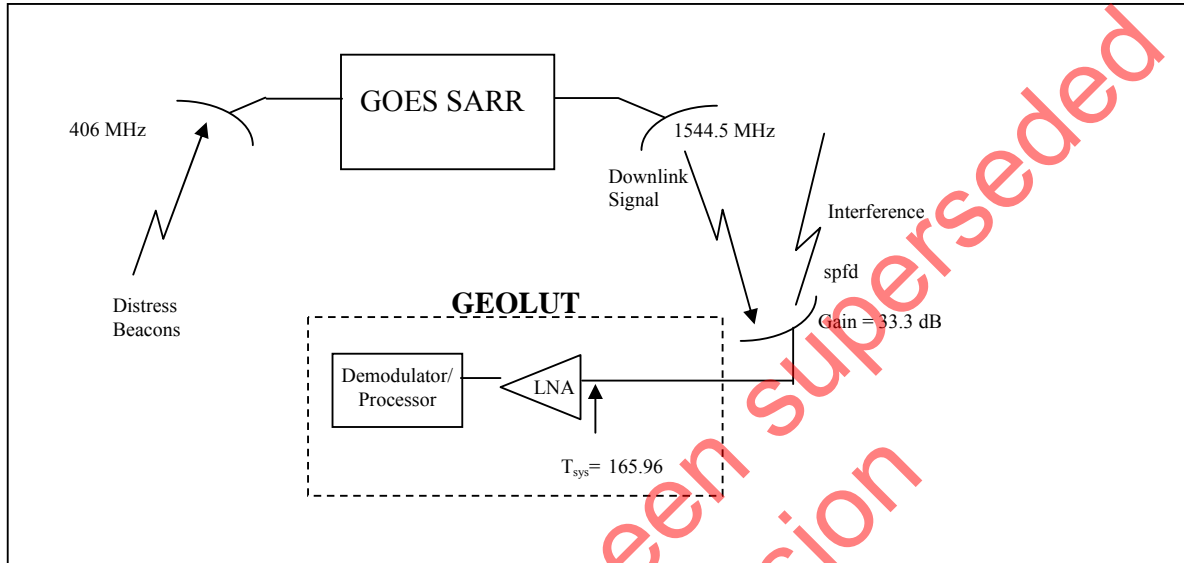 GOES SARR
406 MHz
1544.5 MHz
Downlink
Signal
Interference
spfd
Distress
Beacons
GEOLUT
Gain = 33.3 dB
Demodulator/
Processor
LNA
Tsys= 165.96
een superseded
sion